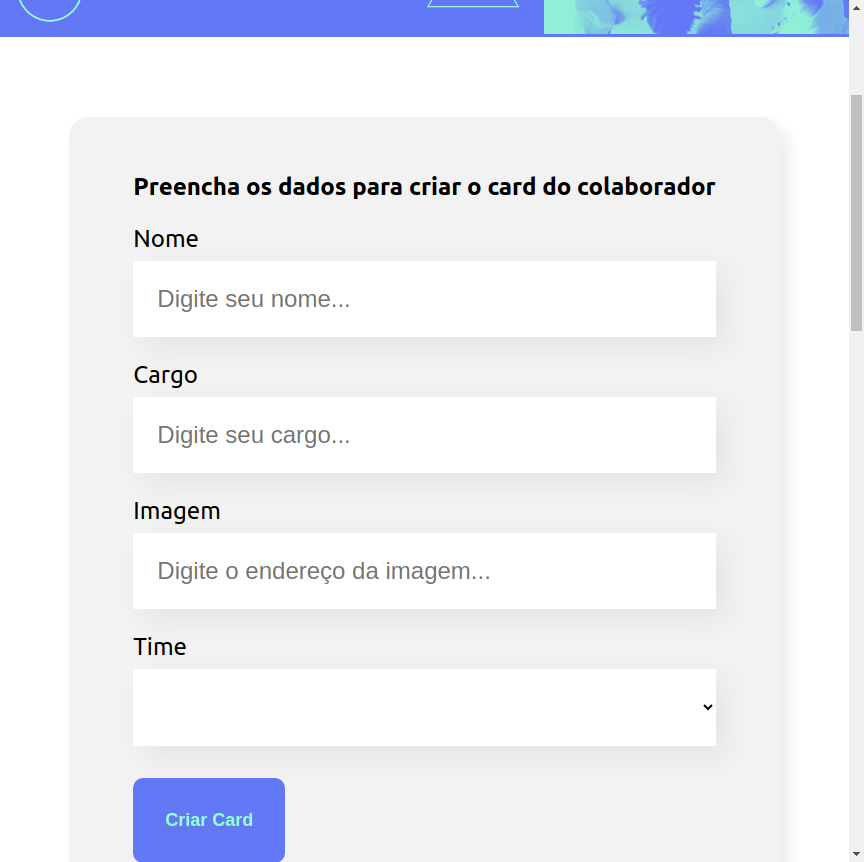 Preencha os dados para criar o card do colaborador
Nome
Digite seu nome...
Cargo
Digite seu cargo...
Imagem
Digite o endereço da imagem...
Time
Criar Card